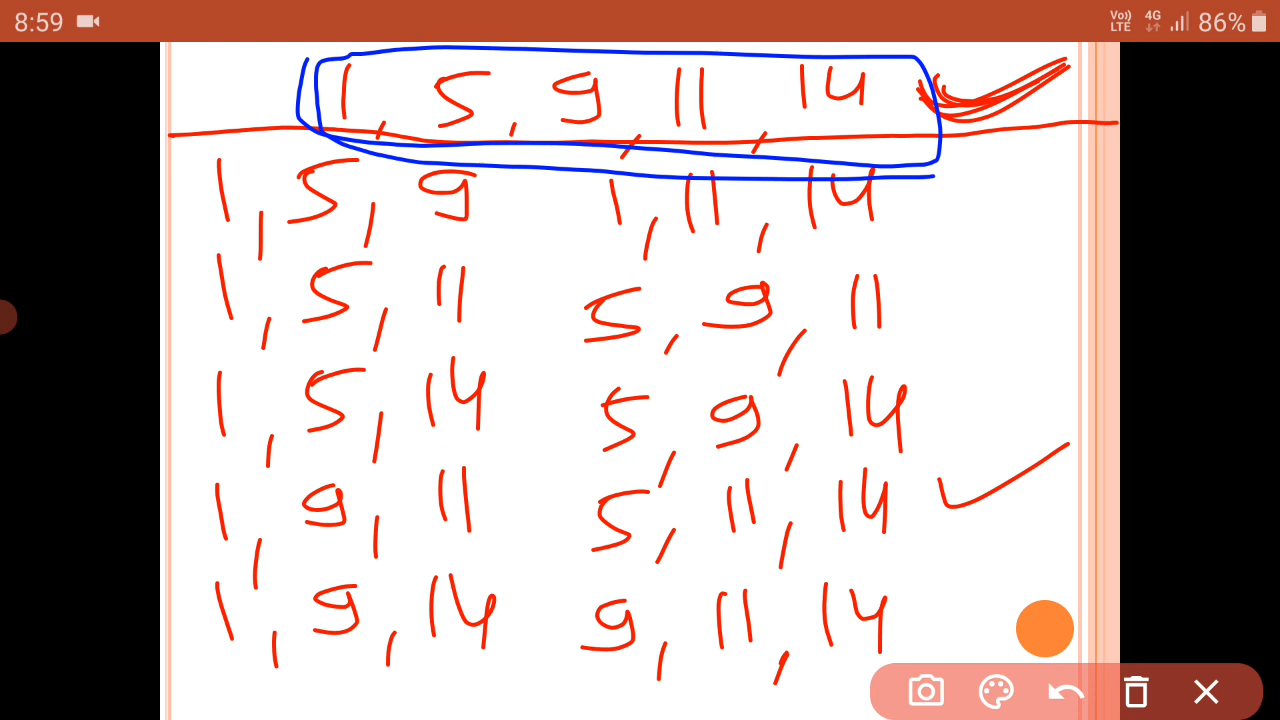 8:59 Vo)) LTE 4G 86%
1, 5, 9, 11, 14
1, 5, 9 1, 11, 14
1, 5, 11 5, 9, 11
1, 5, 14 5, 9, 14
1, 9, 11 5, 11, 14
1, 9, 14 9, 11, 14